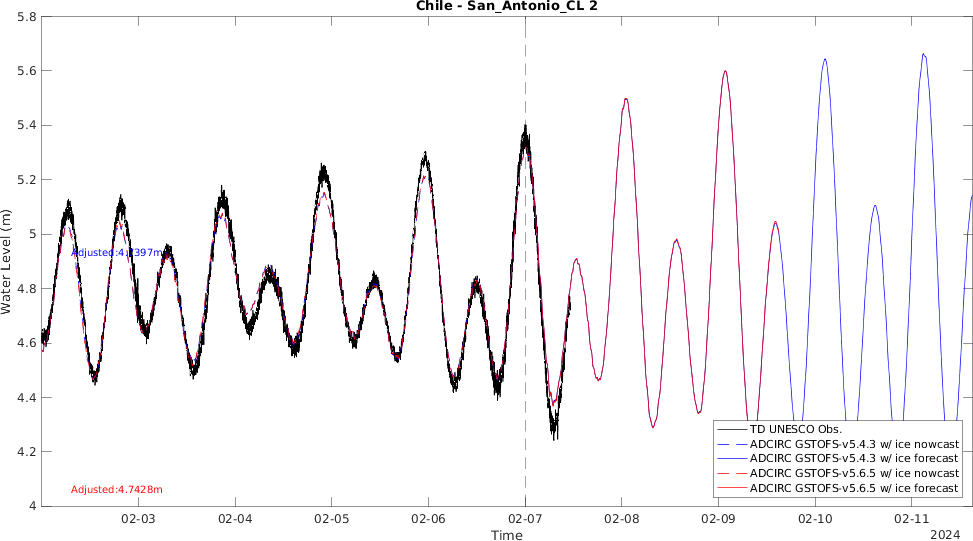 Chile - San_Antonio_CL 2
5.8
5.6
5.4
5.2
5
4.8
4.6
4.4
4.2
4
Water Level (m)
Adjusted:4.7397m
Adjusted:4.7428m
TD UNESCO Obs.
ADCIRC GSTOFS-v5.4.3 w/ ice nowcast
ADCIRC GSTOFS-v5.4.3 w/ ice forecast
ADCIRC GSTOFS-v5.6.5 w/ ice nowcast
ADCIRC GSTOFS-v5.6.5 w/ ice forecast
02-03 02-04 02-05 02-06 02-07 02-08 02-09 02-10 02-11
Time
2024